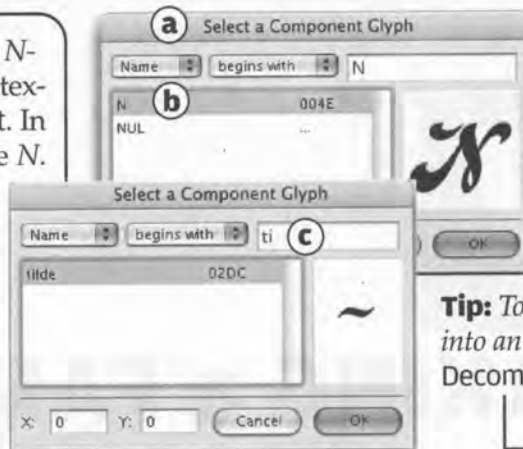 N-
tex-
t. In
e N.
a Select a Component Glyph
Name begins with N
N b 004E
NUL ...
N
OK
Select a Component Glyph
Name begins with ti c
tilde 02DC
~
X: 0 Y: 0 Cancel OK
Tip: To
into an
Decom